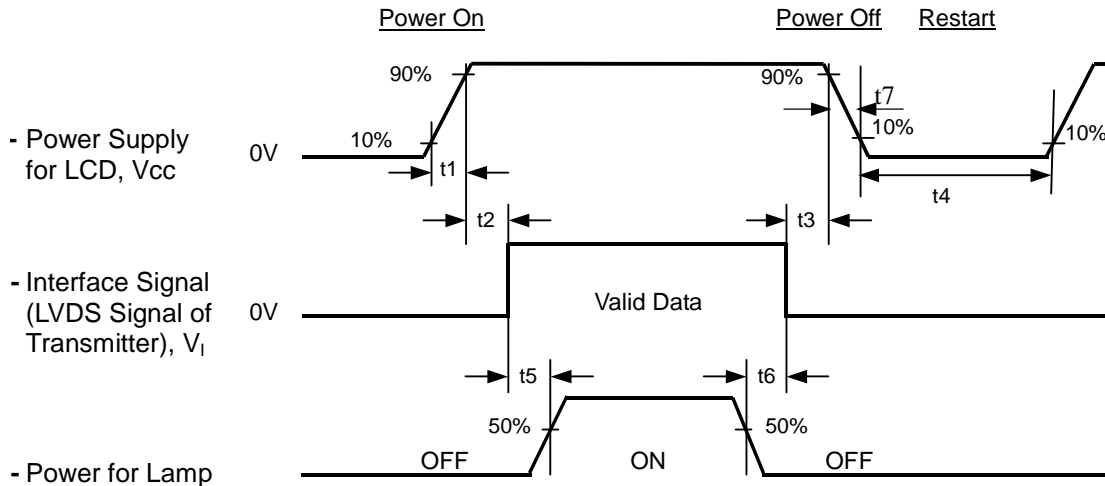 Power On
Power Off
Restart
90%
90%
t7
- Power Supply
for LCD, Vcc
0V
10%
10%
10%
t1
t4
t2
t3
- Interface Signal
(LVDS Signal of
Transmitter), VI
0V
Valid Data
t5
t6
50%
50%
- Power for Lamp
OFF
ON
OFF